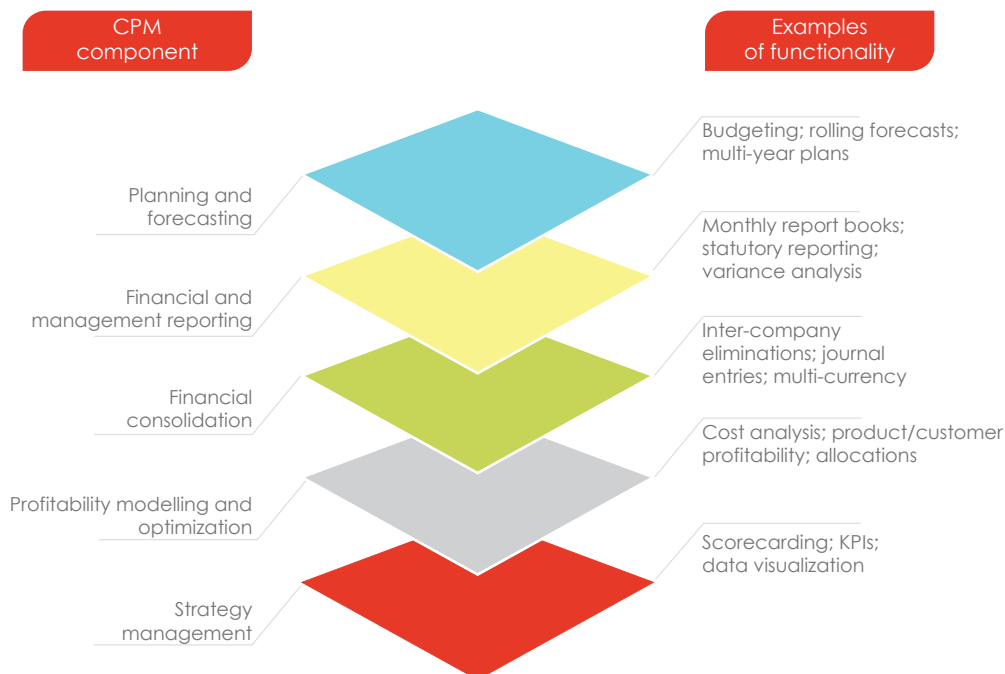 CPM
component
Examples
of functionality
Budgeting; rolling forecasts;
multi-year plans
Planning and
forecasting
Monthly report books;
statutory reporting;
variance analysis
Financial and
management reporting
Inter-company
eliminations; journal
entries; multi-currency
Financial
consolidation
Cost analysis; product/customer
profitability; allocations
Profitability modelling and
optimization
Scorecarding; KPIs;
data visualization
Strategy
management